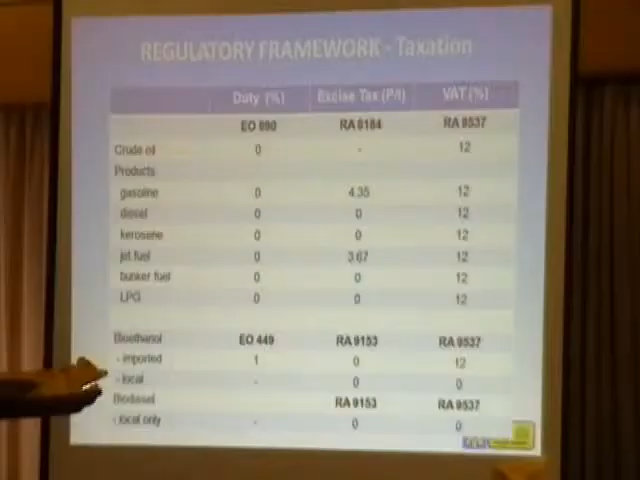 REGULATORY FRAMEWORK - Taxation
Duty (%) Excise Tax (P/l) VAT (%)
EO 890 RA 8184 RA 9537
Crude oil 0 - 12
Products
gasoline 0 4.35 12
diesel 0 0 12
kerosene 0 0 12
jet fuel 0 3.67 12
bunker fuel 0 0 12
LPG 0 0 12
Bioethanol EO 449 RA 9153 RA 9537
- imported 1 0 12
- local - 0 0
Biodiesel RA 9153 RA 9537
- local only - 0 0